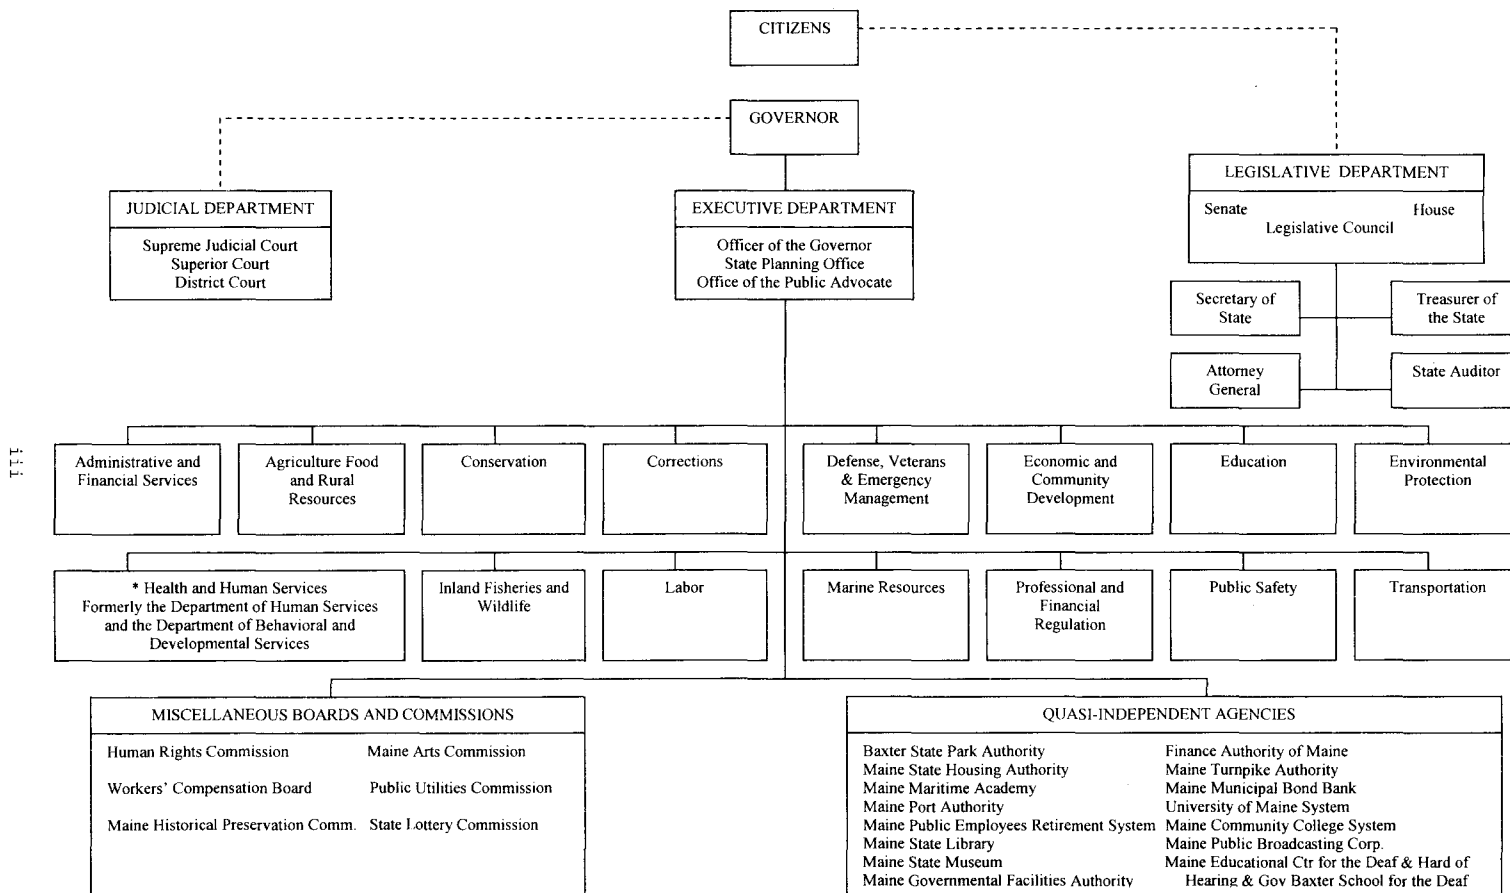 CITIZENS
GOVERNOR
JUDICIAL DEPARTMENT
Supreme Judicial Court
Superior Court
District Court
EXECUTIVE DEPARTMENT
Officer of the Governor
State Planning Office
Office of the Public Advocate
LEGISLATIVE DEPARTMENT
Senate House
Legislative Council
Secretary of
State
Treasurer of
the State
Attorney
General
State Auditor
iii
Administrative and
Financial Services
Agriculture Food
and Rural
Resources
Conservation
Corrections
Defense, Veterans
& Emergency
Management
Economic and
Community
Development
Education
Environmental
Protection
* Health and Human Services
Formerly the Department of Human Services
and the Department of Behavioral and
Developmental Services
Inland Fisheries and
Wildlife
Labor
Marine Resources
Professional and
Financial
Regulation
Public Safety
Transportation
MISCELLANEOUS BOARDS AND COMMISSIONS
Human Rights Commission Maine Arts Commission
Workers' Compensation Board Public Utilities Commission
Maine Historical Preservation Comm. State Lottery Commission
QUASI-INDEPENDENT AGENCIES
Baxter State Park Authority
Maine State Housing Authority
Maine Maritime Academy
Maine Port Authority
Maine Public Employees Retirement System
Maine State Library
Maine State Museum
Maine Governmental Facilities Authority
Finance Authority of Maine
Maine Turnpike Authority
Maine Municipal Bond Bank
University of Maine System
Maine Community College System
Maine Public Broadcasting Corp.
Maine Educational Ctr for the Deaf & Hard of
Hearing & Gov Baxter School for the Deaf